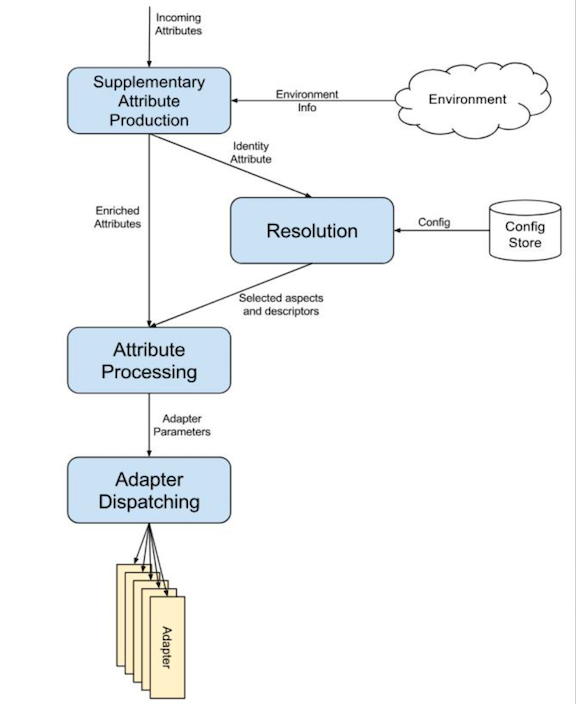 Incoming
Attributes
Supplementary
Attribute
Production
Environment
Info
Environment
Identity
Attribute
Enriched
Attributes
Resolution
Config
Config
Store
Selected aspects
and descriptors
Attribute
Processing
Adapter
Parameters
Adapter
Dispatching
Adapter